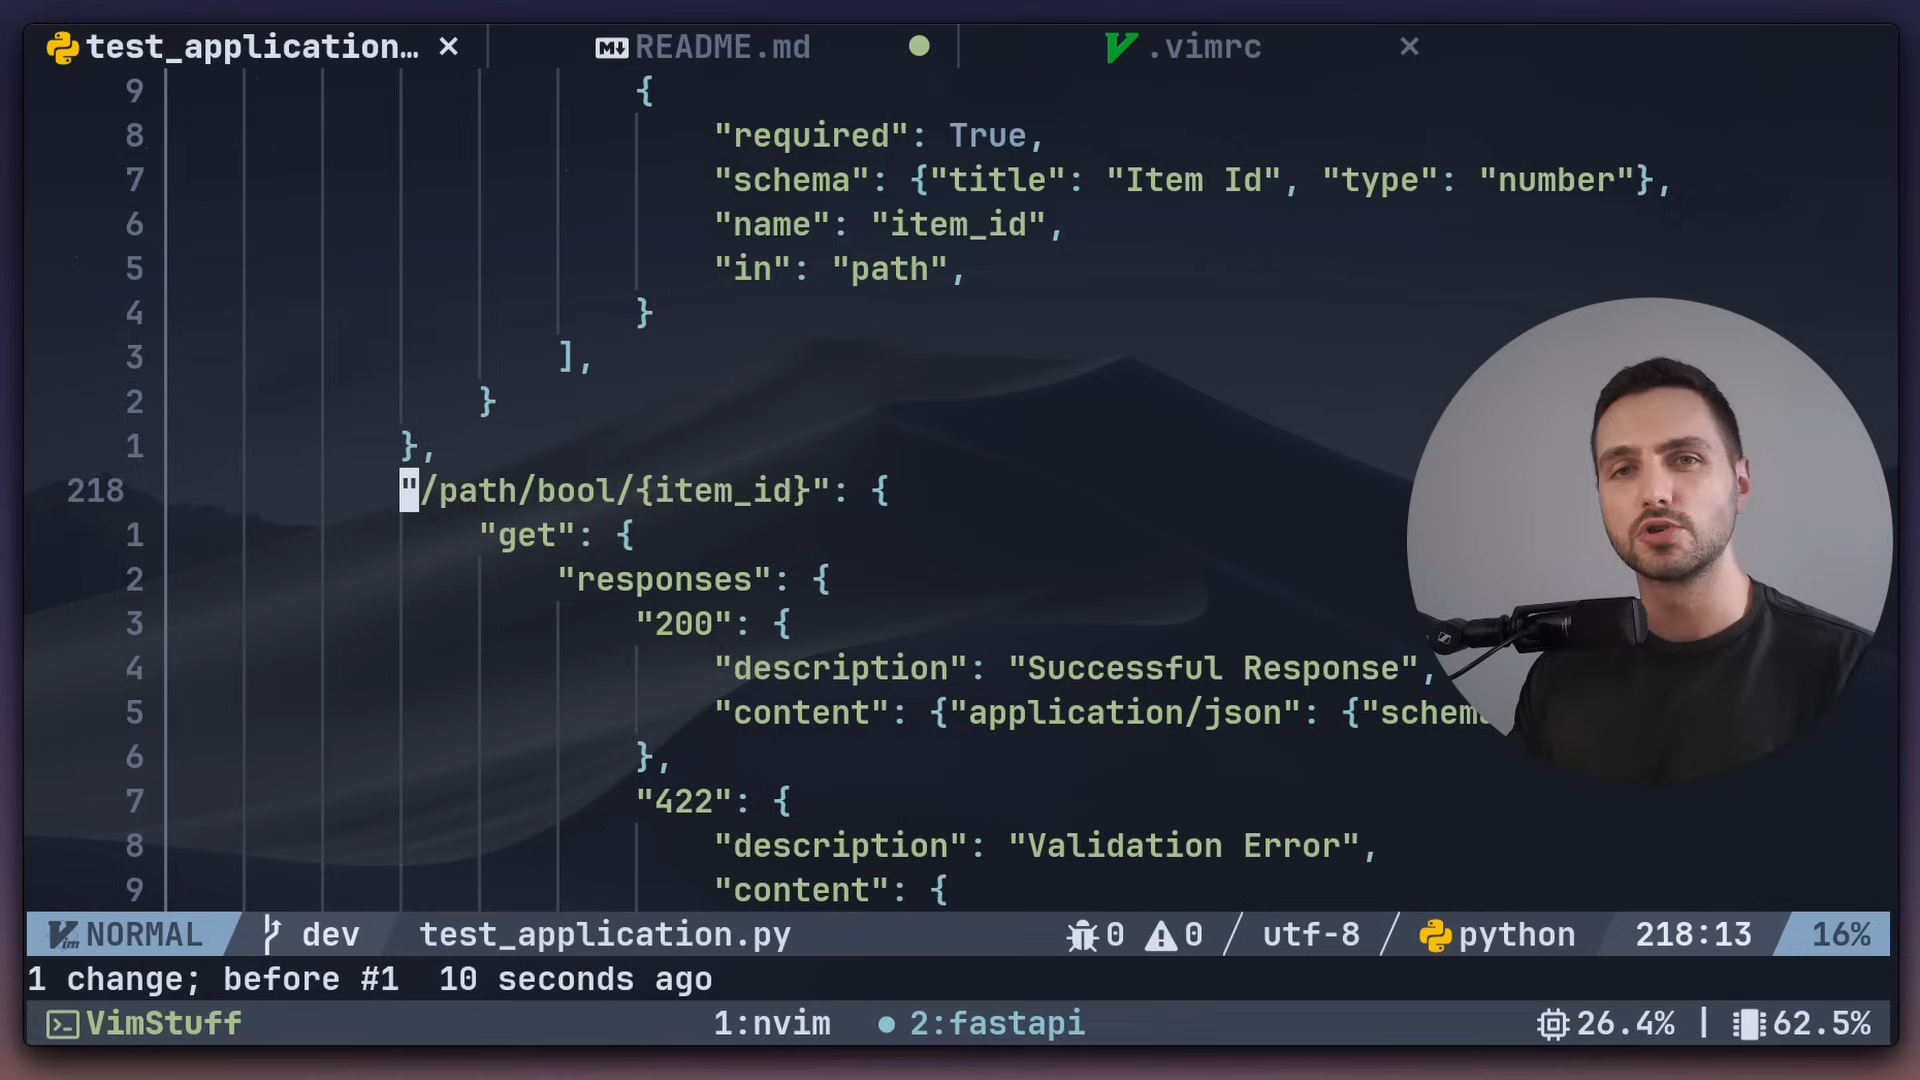 test_application… ×
README.md
.vimrc ×
9 {
8 "required": True,
7 "schema": {"title": "Item Id", "type": "number"},
6 "name": "item_id",
5 "in": "path",
4 }
3 ],
2 }
1 },
218 "/path/bool/{item_id}": {
1 "get": {
2 "responses": {
3 "200": {
4 "description": "Successful Response",
5 "content": {"application/json": {"schem
6 },
7 "422": {
8 "description": "Validation Error",
9 "content": {
NORMAL dev test_application.py 0 0 / utf-8 / python 218:13 16%
1 change; before #1 10 seconds ago
VimStuff 1:nvim ● 2:fastapi 26.4% | 62.5%